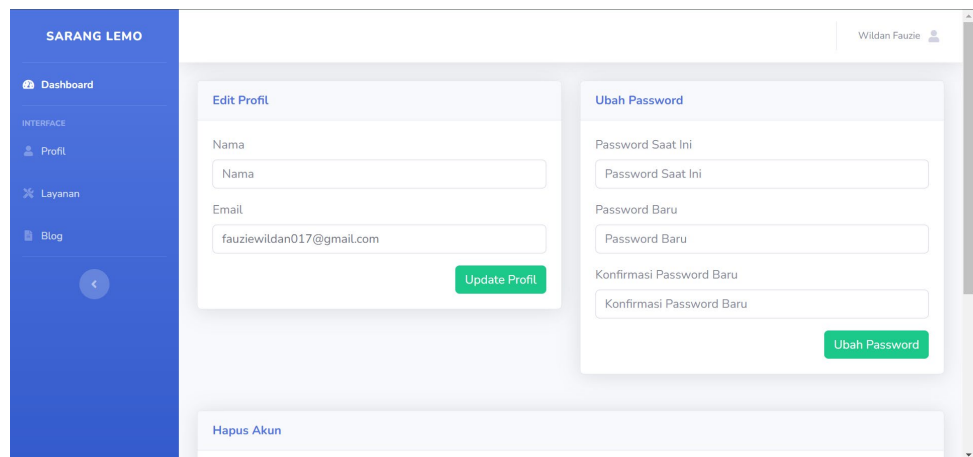 SARANG LEMO
Dashboard
INTERFACE
Profil
Layanan
Blog
Wildan Fauzie
Edit Profil
Nama
Nama
Email
fauziewildan017@gmail.com
Update Profil
Ubah Password
Password Saat Ini
Password Saat Ini
Password Baru
Password Baru
Konfirmasi Password Baru
Konfirmasi Password Baru
Ubah Password
Hapus Akun